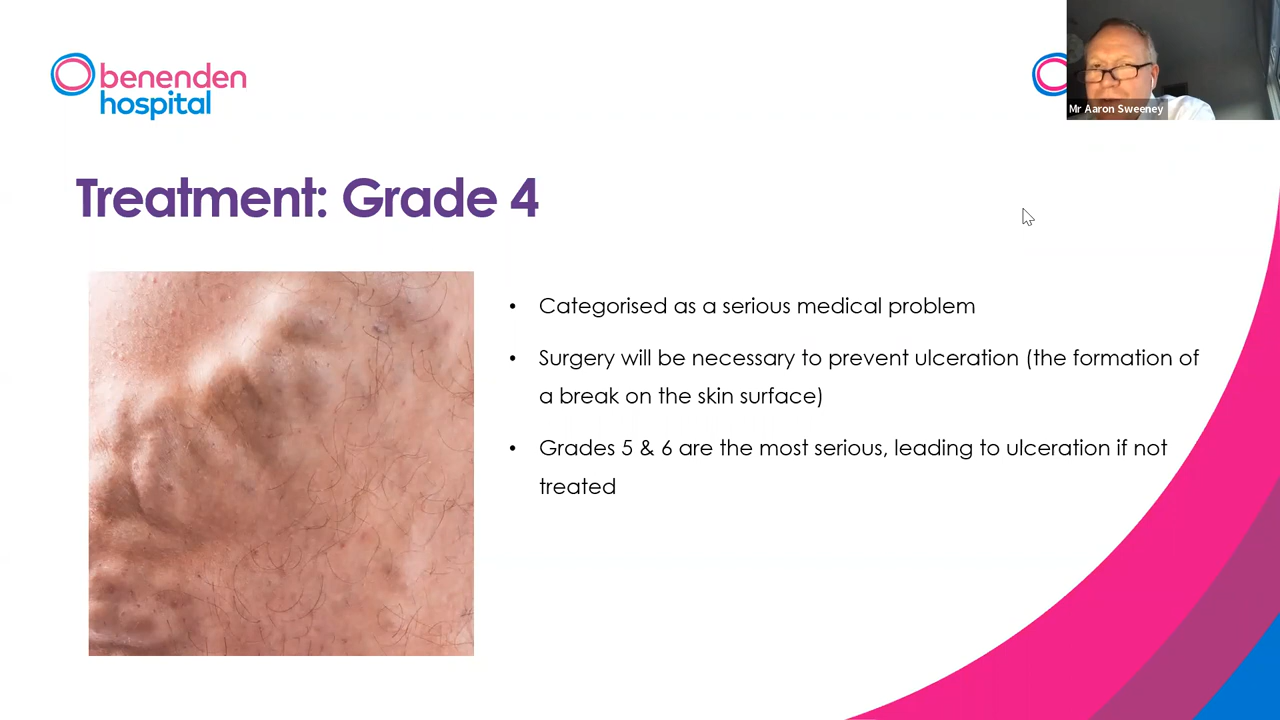 benenden
hospital
Mr Aaron Sweeney
Treatment: Grade 4
• Categorised as a serious medical problem
• Surgery will be necessary to prevent ulceration (the formation of
a break on the skin surface)
• Grades 5 & 6 are the most serious, leading to ulceration if not
treated